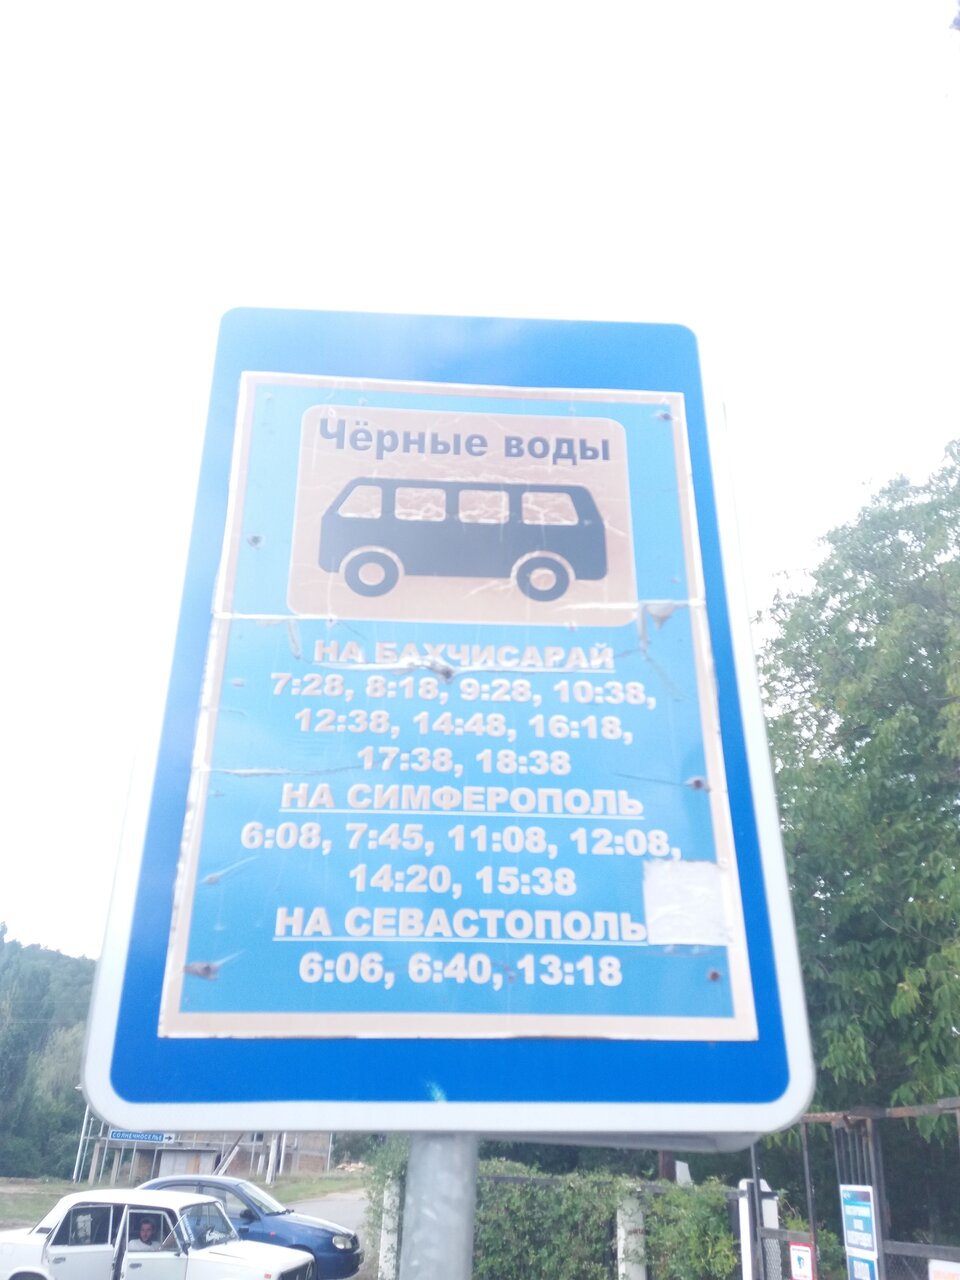 Чёрные воды
НА БАХЧИСАРАЙ
7:28, 8:18, 9:28, 10:38,
12:38, 14:48, 16:18,
17:38, 18:38
НА СИМФЕРОПОЛЬ
6:08, 7:45, 11:08, 12:08,
14:20, 15:38
НА СЕВАСТОПОЛЬ
6:06, 6:40, 13:18
СОЛНЕЧНОСЕЛЬЕ